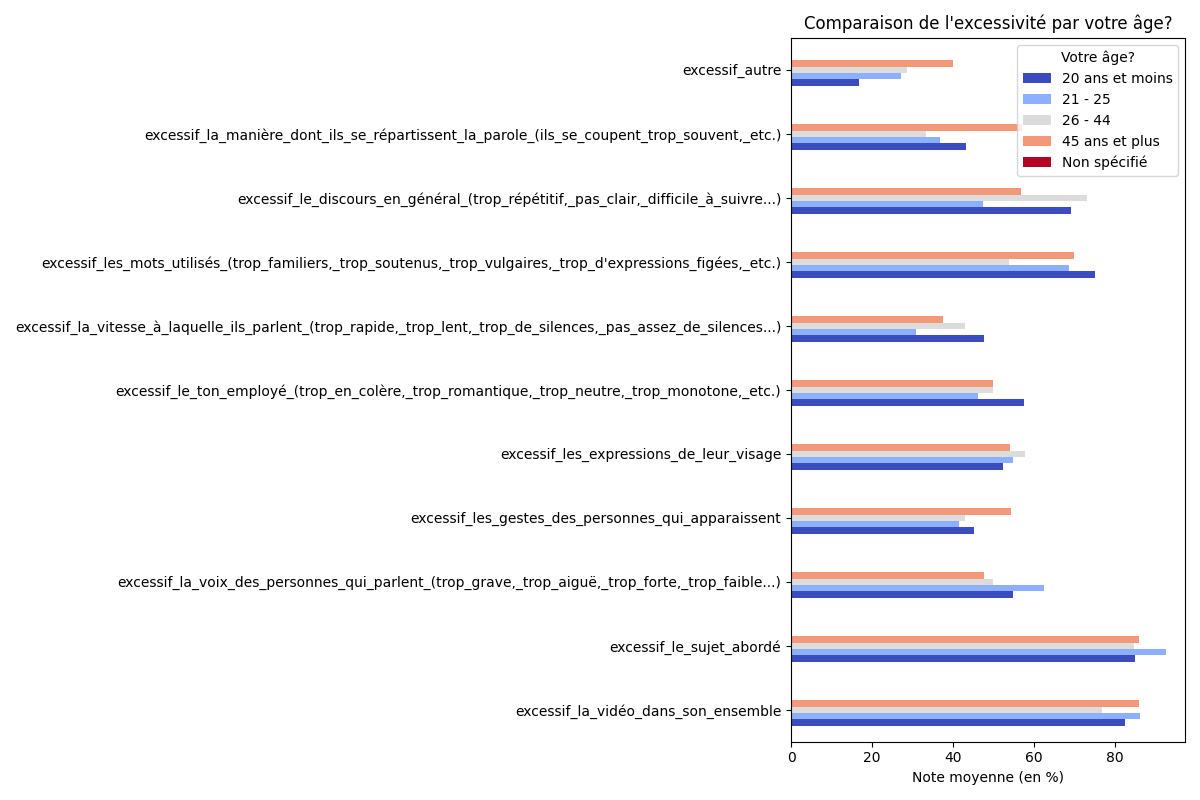 Comparaison de l'excessivité par votre âge?
Votre âge?
20 ans et moins
21 - 25
26 - 44
45 ans et plus
Non spécifié
excessif_autre
excessif_la_manière_dont_ils_se_répartissent_la_parole_(ils_se_coupent_trop_souvent,_etc.)
excessif_le_discours_en_général_(trop_répétitif,_pas_clair,_difficile_à_suivre...)
excessif_les_mots_utilisés_(trop_familiers,_trop_soutenus,_trop_vulgaires,_trop_d'expressions_figées,_etc.)
excessif_la_vitesse_à_laquelle_ils_parlent_(trop_rapide,_trop_lent,_trop_de_silences,_pas_assez_de_silences...)
excessif_le_ton_employé_(trop_en_colère,_trop_romantique,_trop_neutre,_trop_monotone,_etc.)
excessif_les_expressions_de_leur_visage
excessif_les_gestes_des_personnes_qui_apparaissent
excessif_la_voix_des_personnes_qui_parlent_(trop_grave,_trop_aiguë,_trop_forte,_trop_faible...)
excessif_le_sujet_abordé
excessif_la_vidéo_dans_son_ensemble
0 20 40 60 80
Note moyenne (en %)